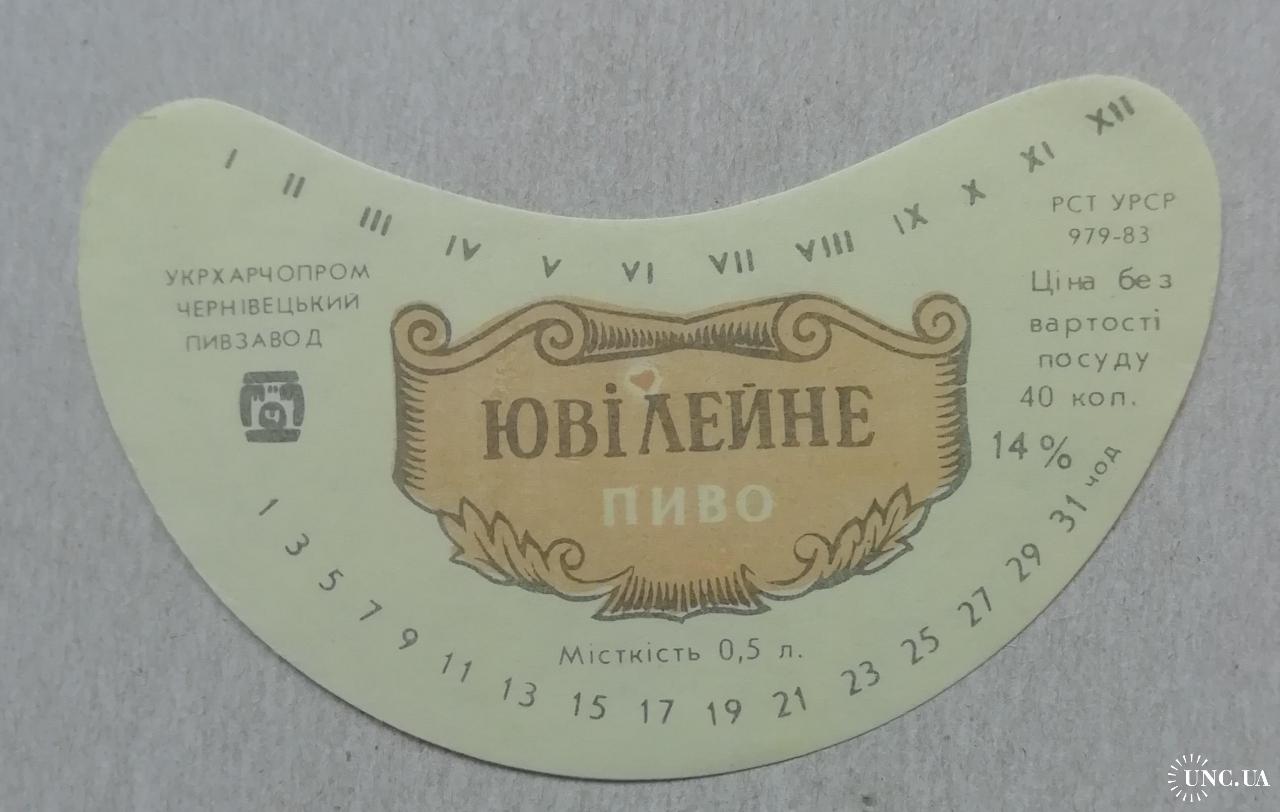 I II III IV V VI VII VIII IX X XI XII
УКРХАРЧОПРОМ
ЧЕРНІВЕЦЬКИЙ
ПИВЗАВОД
ЮВіЛЕЙНЕ
ПИВО
Місткість 0,5 л.
РСТ УРСР
979-83
Ціна без
вартості
посуду
40 коп.
14%
1 3 5 7 9 11 13 15 17 19 21 23 25 27 29 31 чод
UNC.UA